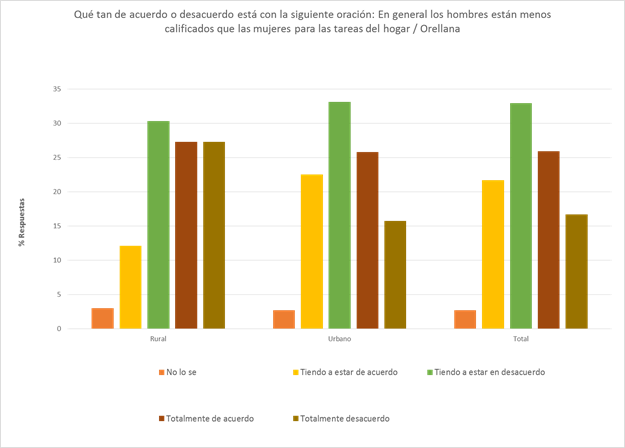 Qué tan de acuerdo o desacuerdo está con la siguiente oración: En general los hombres están menos
calificados que las mujeres para las tareas del hogar / Orellana
35
30
25
20
15
10
5
0
% Respuestas
Rural Urbano Total
No lo se Tiendo a estar de acuerdo Tiendo a estar en desacuerdo
Totalmente de acuerdo Totalmente desacuerdo